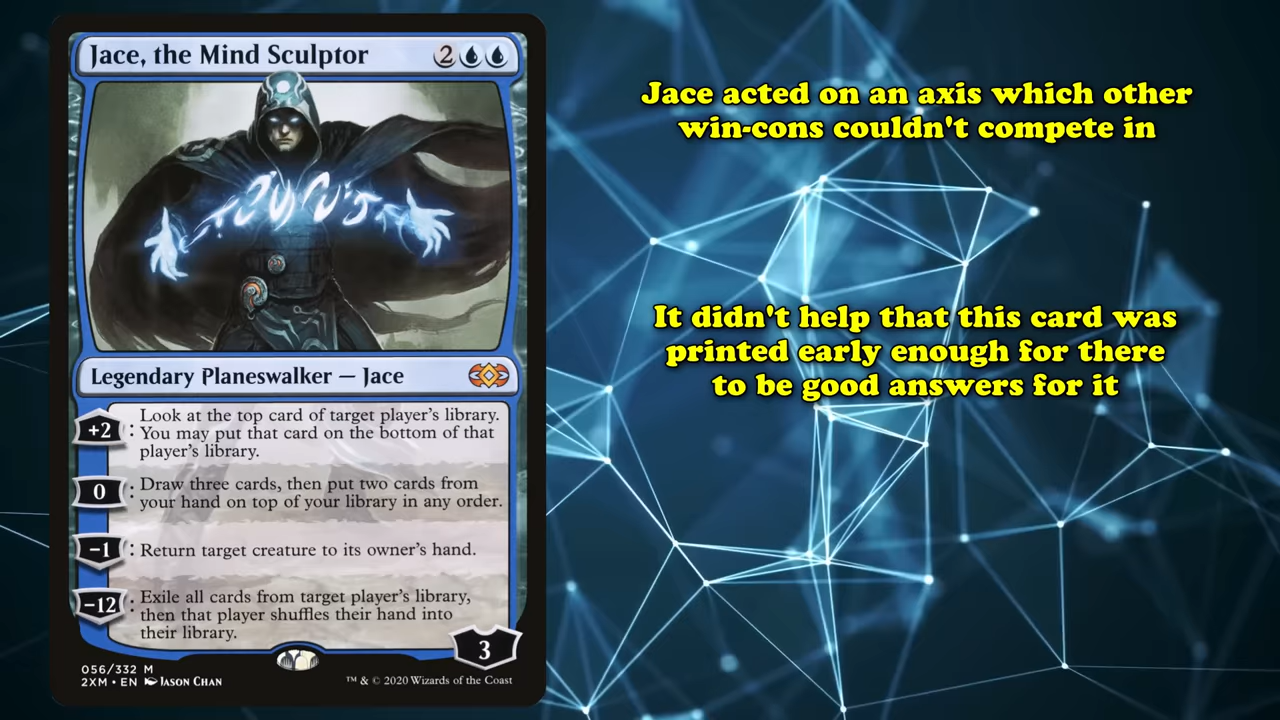 Jace, the Mind Sculptor 2
Jace acted on an axis which other
win-cons couldn't compete in
It didn't help that this card was
printed early enough for there
to be good answers for it
Legendary Planeswalker — Jace
+2 : Look at the top card of target player's library.
You may put that card on the bottom of that
player's library.
0 : Draw three cards, then put two cards from
your hand on top of your library in any order.
−1 : Return target creature to its owner's hand.
−12 : Exile all cards from target player's library,
then that player shuffles their hand into
their library.
3
056/332 M
2XM • EN Jason Chan
™ & © 2020 Wizards of the Coast